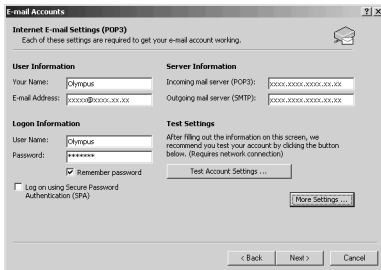 E-mail Accounts
Internet E-mail Settings (POP3)
Each of these settings are required to get your e-mail account working.
User Information
Your Name: Olympus
E-mail Address: xxxxx@xxxx.xx.xx
Server Information
Incoming mail server (POP3): xxxx.xxxx.xxxx.xx.xx
Outgoing mail server (SMTP): xxxx.xxxx.xxxx.xx.xx
Logon Information
User Name: Olympus
Password: *******
Remember password
Log on using Secure Password
Authentication (SPA)
Test Settings
After filling out the information on this screen, we
recommend you test your account by clicking the button
below. (Requires network connection)
Test Account Settings ...
More Settings ...
< Back
Next >
Cancel